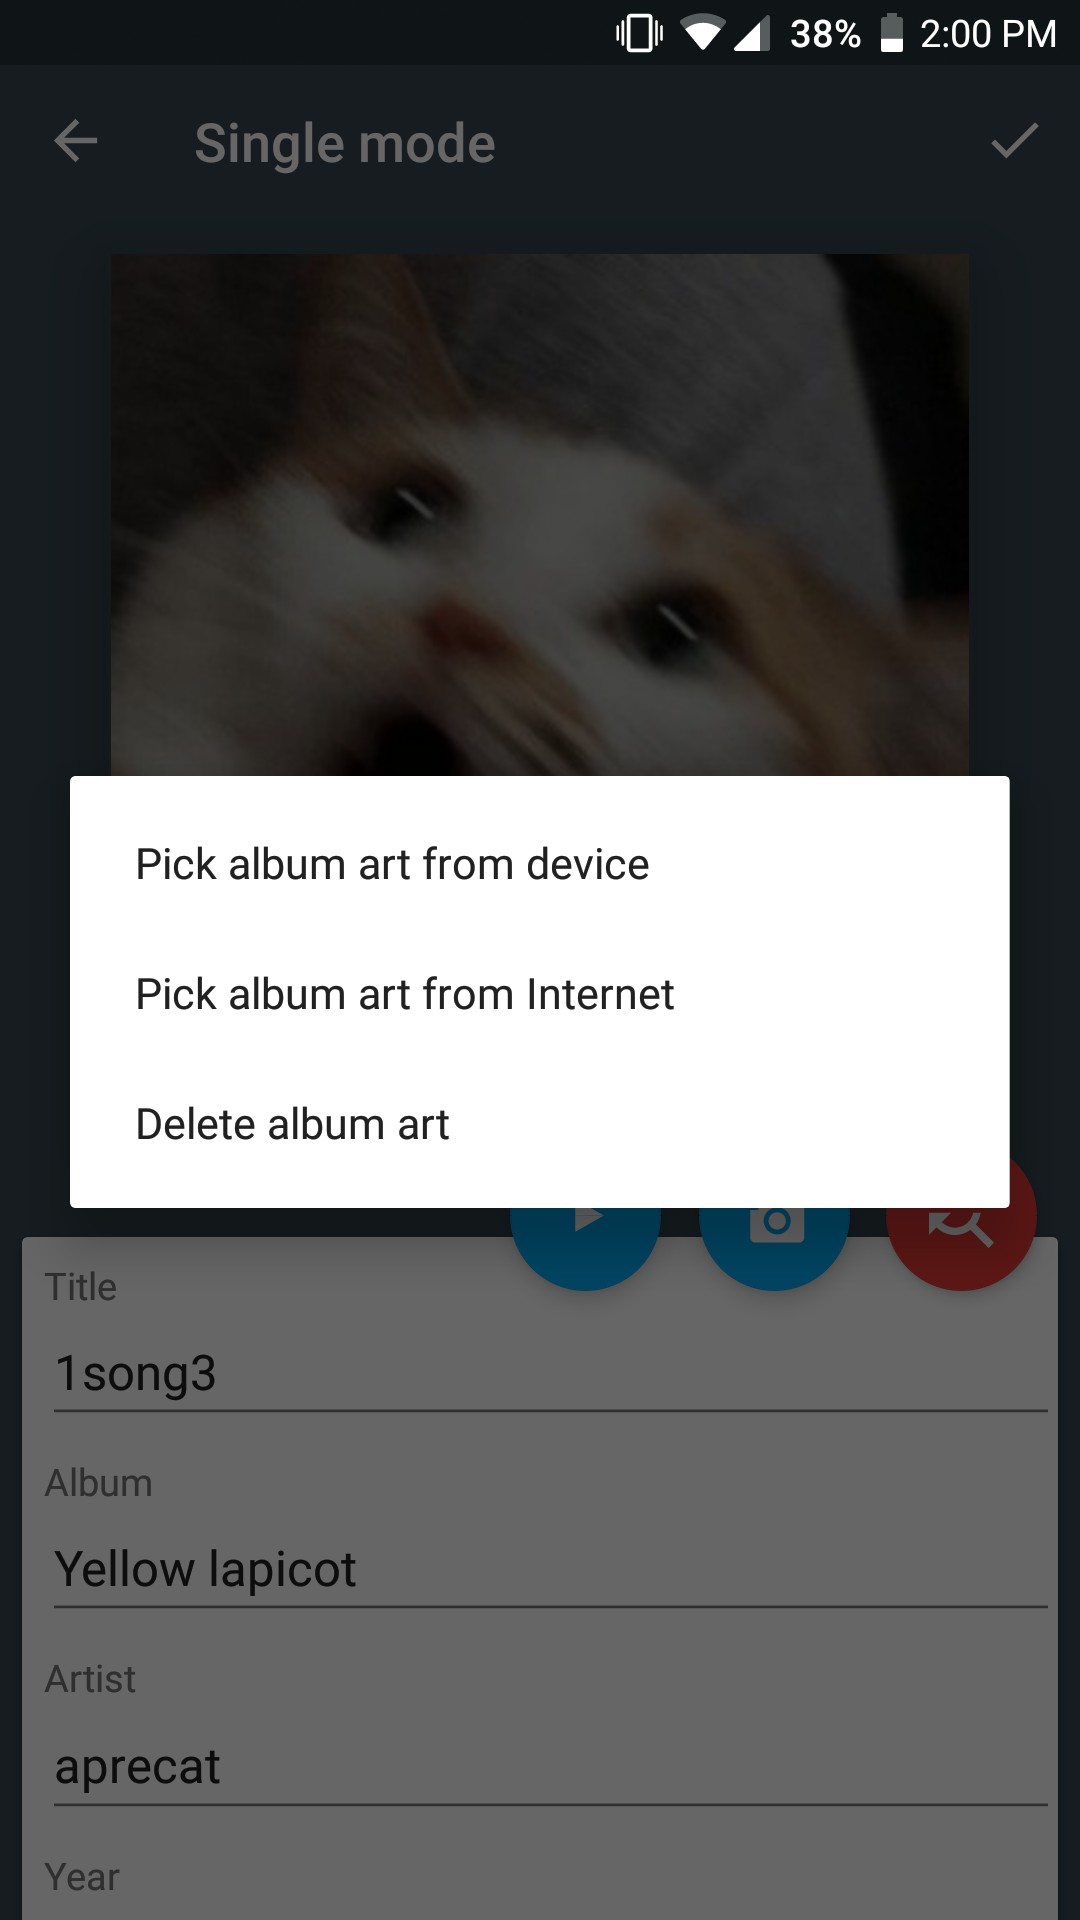 38% 2:00 PM
Single mode
Pick album art from device
Pick album art from Internet
Delete album art
Title
1song3
Album
Yellow lapicot
Artist
aprecat
Year